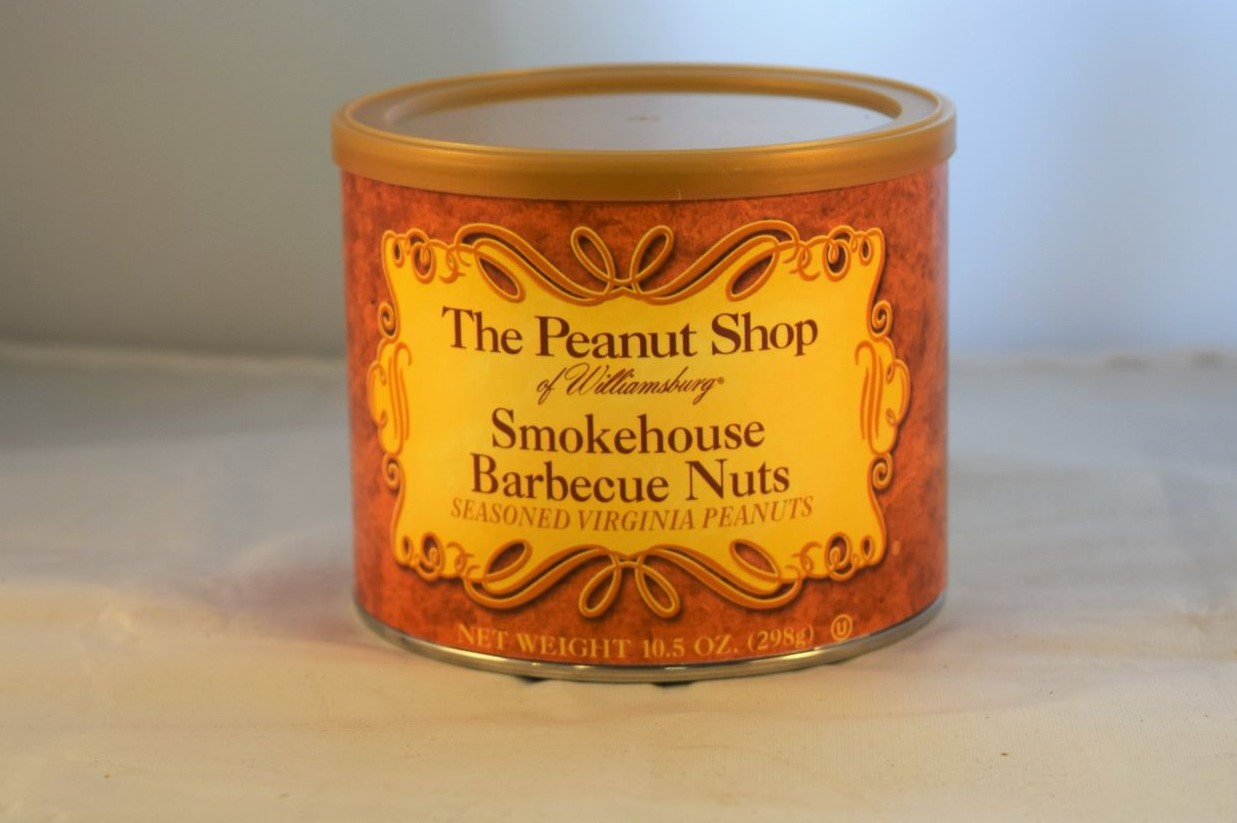 The Peanut Shop
of Williamsburg®
Smokehouse
Barbecue Nuts
SEASONED VIRGINIA PEANUTS
NET WEIGHT 10.5 OZ. (298g) Ⓤ